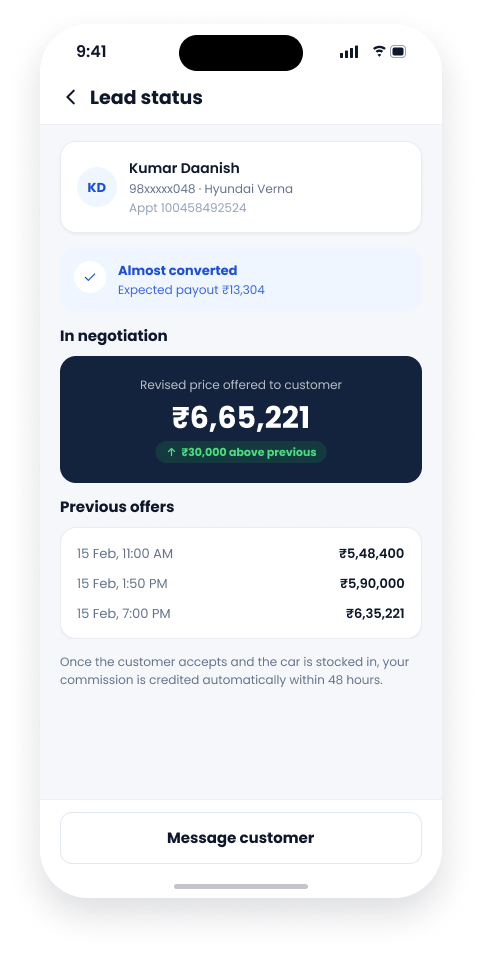 9:41
Lead status
KD
Kumar Daanish
98xxxxx048 · Hyundai Verna
Appt 100458492524
Almost converted
Expected payout ₹13,304
In negotiation
Revised price offered to customer
₹6,65,221
↑ ₹30,000 above previous
Previous offers
15 Feb, 11:00 AM ₹5,48,400
15 Feb, 1:50 PM ₹5,90,000
15 Feb, 7:00 PM ₹6,35,221
Once the customer accepts and the car is stocked in, your
commission is credited automatically within 48 hours.
Message customer